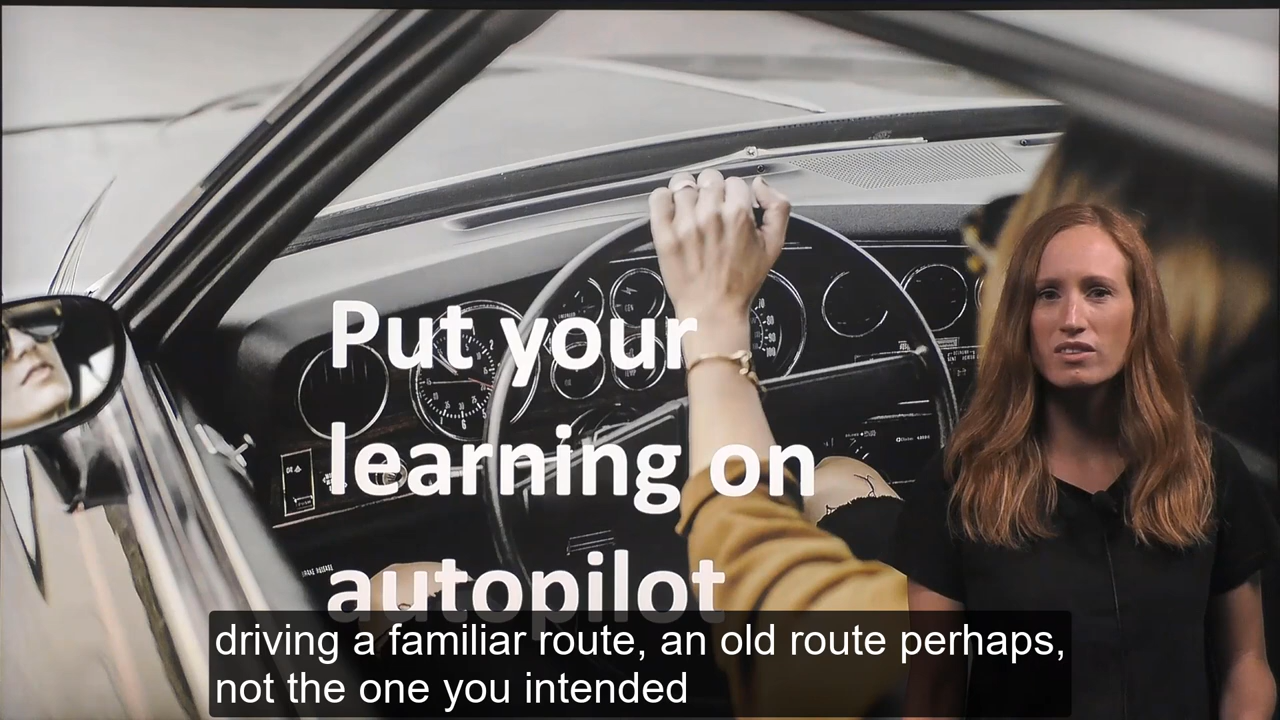 Put your
learning on
autopilot
driving a familiar route, an old route perhaps,
not the one you intended